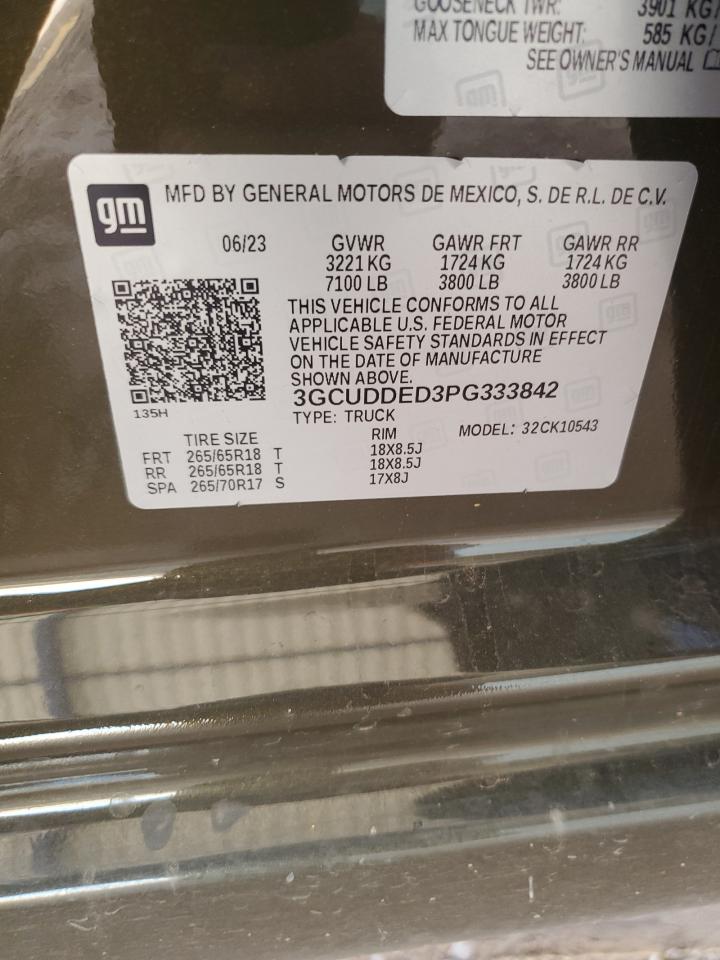 GOOSENECK TWR: 3901 KG/
MAX TONGUE WEIGHT: 585 KG/
SEE OWNER'S MANUAL
gm
MFD BY GENERAL MOTORS DE MEXICO, S. DE R.L. DE C.V.
06/23 GVWR GAWR FRT GAWR RR
3221 KG 1724 KG 1724 KG
7100 LB 3800 LB 3800 LB
THIS VEHICLE CONFORMS TO ALL
APPLICABLE U.S. FEDERAL MOTOR
VEHICLE SAFETY STANDARDS IN EFFECT
ON THE DATE OF MANUFACTURE
SHOWN ABOVE.
3GCUDDED3PG333842
135H
TYPE: TRUCK
MODEL: 32CK10543
TIRE SIZE RIM
FRT 265/65R18 T 18X8.5J
RR 265/65R18 T 18X8.5J
SPA 265/70R17 S 17X8J